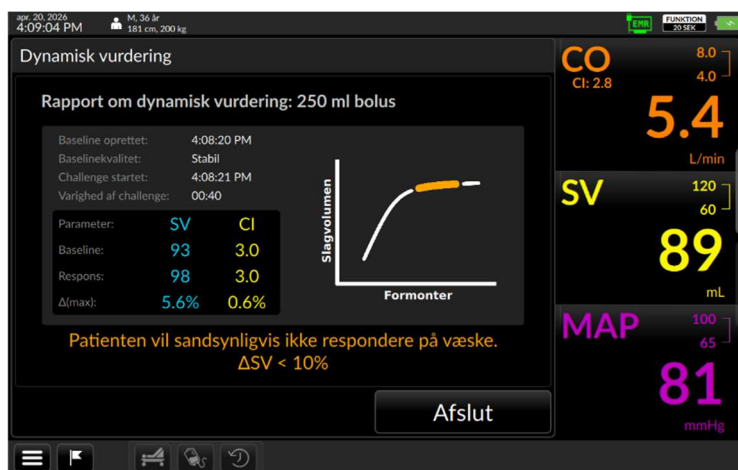 apr. 20, 2026
4:09:04 PM
M, 36 år
181 cm, 200 kg
EMR
FUNKTION
20 SEK
Dynamisk vurdering
Rapport om dynamisk vurdering: 250 ml bolus
Baseline oprettet: 4:08:20 PM
Baselinekvalitet: Stabil
Challenge startet: 4:08:21 PM
Varighed af challenge: 00:40
Parameter: SV CI
Baseline: 93 3.0
Respons: 98 3.0
Δ(max): 5.6% 0.6%
Slagvolumen
Formonter
Patienten vil sandsynligvis ikke respondere på væske.
ΔSV < 10%
Afslut
CO
CI: 2.8
8.0
4.0
5.4
L/min
SV
120
60
89
mL
MAP
100
65
81
mmHg